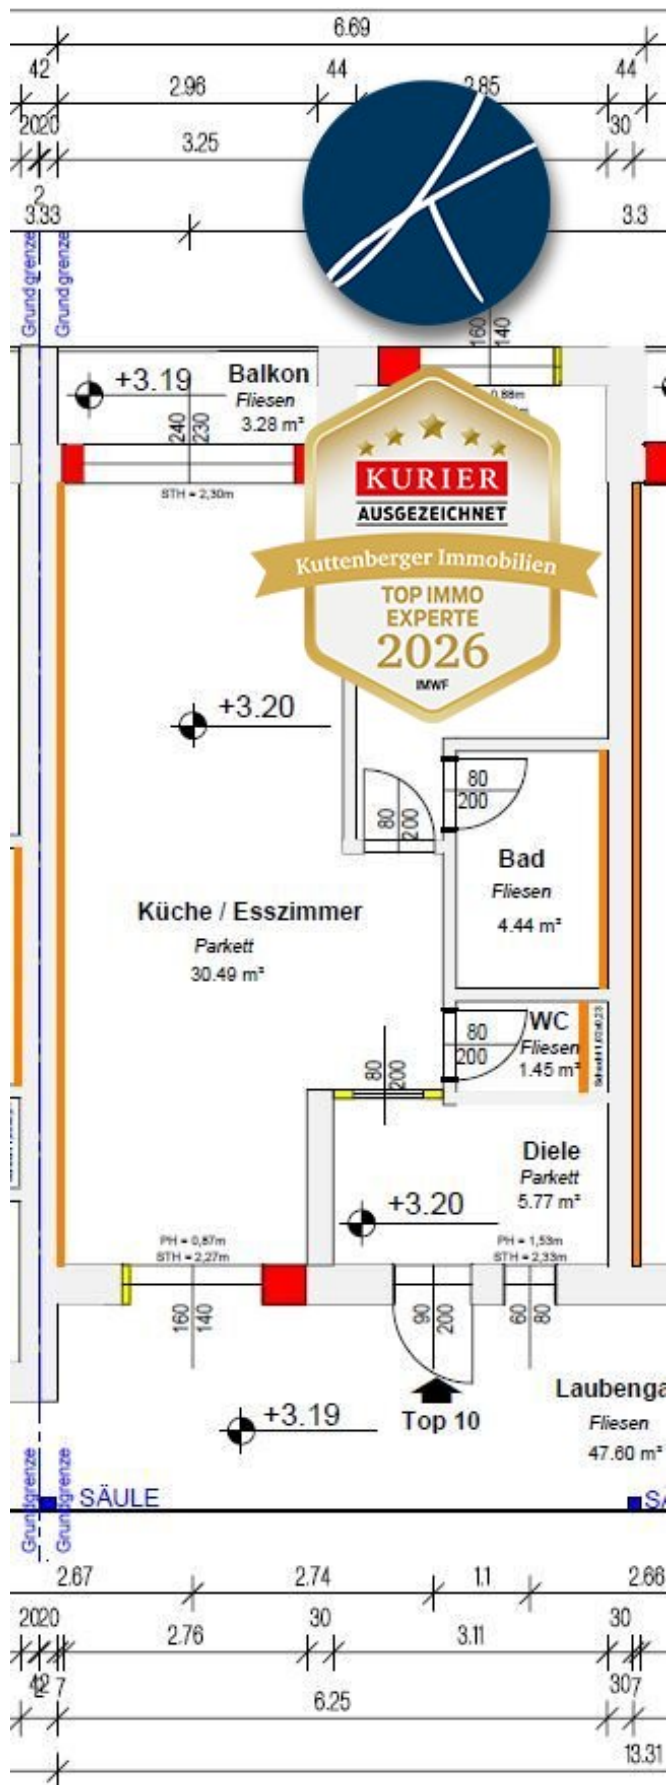 6.69
42
2.96
44
2.85
44
2020
3.25
30
2
3.33
3.3
Grundgrenze
Grundgrenze
160
140
+3.19
Balkon
Fliesen
3.28 m²
240
230
STH = 2,30m
KURIER
AUSGEZEICHNET
Kuttenberger Immobilien
TOP IMMO
EXPERTE
2026
IMWF
+3.20
80
200
80
200
Bad
Fliesen
4.44 m²
Küche / Esszimmer
Parkett
30.49 m²
80
200
WC
Fliesen
1.45 m²
80
200
Diele
Parkett
5.77 m²
+3.20
PH = 0,87m
STH = 2,27m
PH = 1,53m
STH = 2,33m
160
140
90
200
60
80
Top 10
+3.19
Laubenga
Fliesen
47.60 m²
SÄULE
SÄ
Grundgrenze
Grundgrenze
2.67
2.74
1.1
2.66
2020
2.76
30
3.11
30
42
7
6.25
30
7
13.31